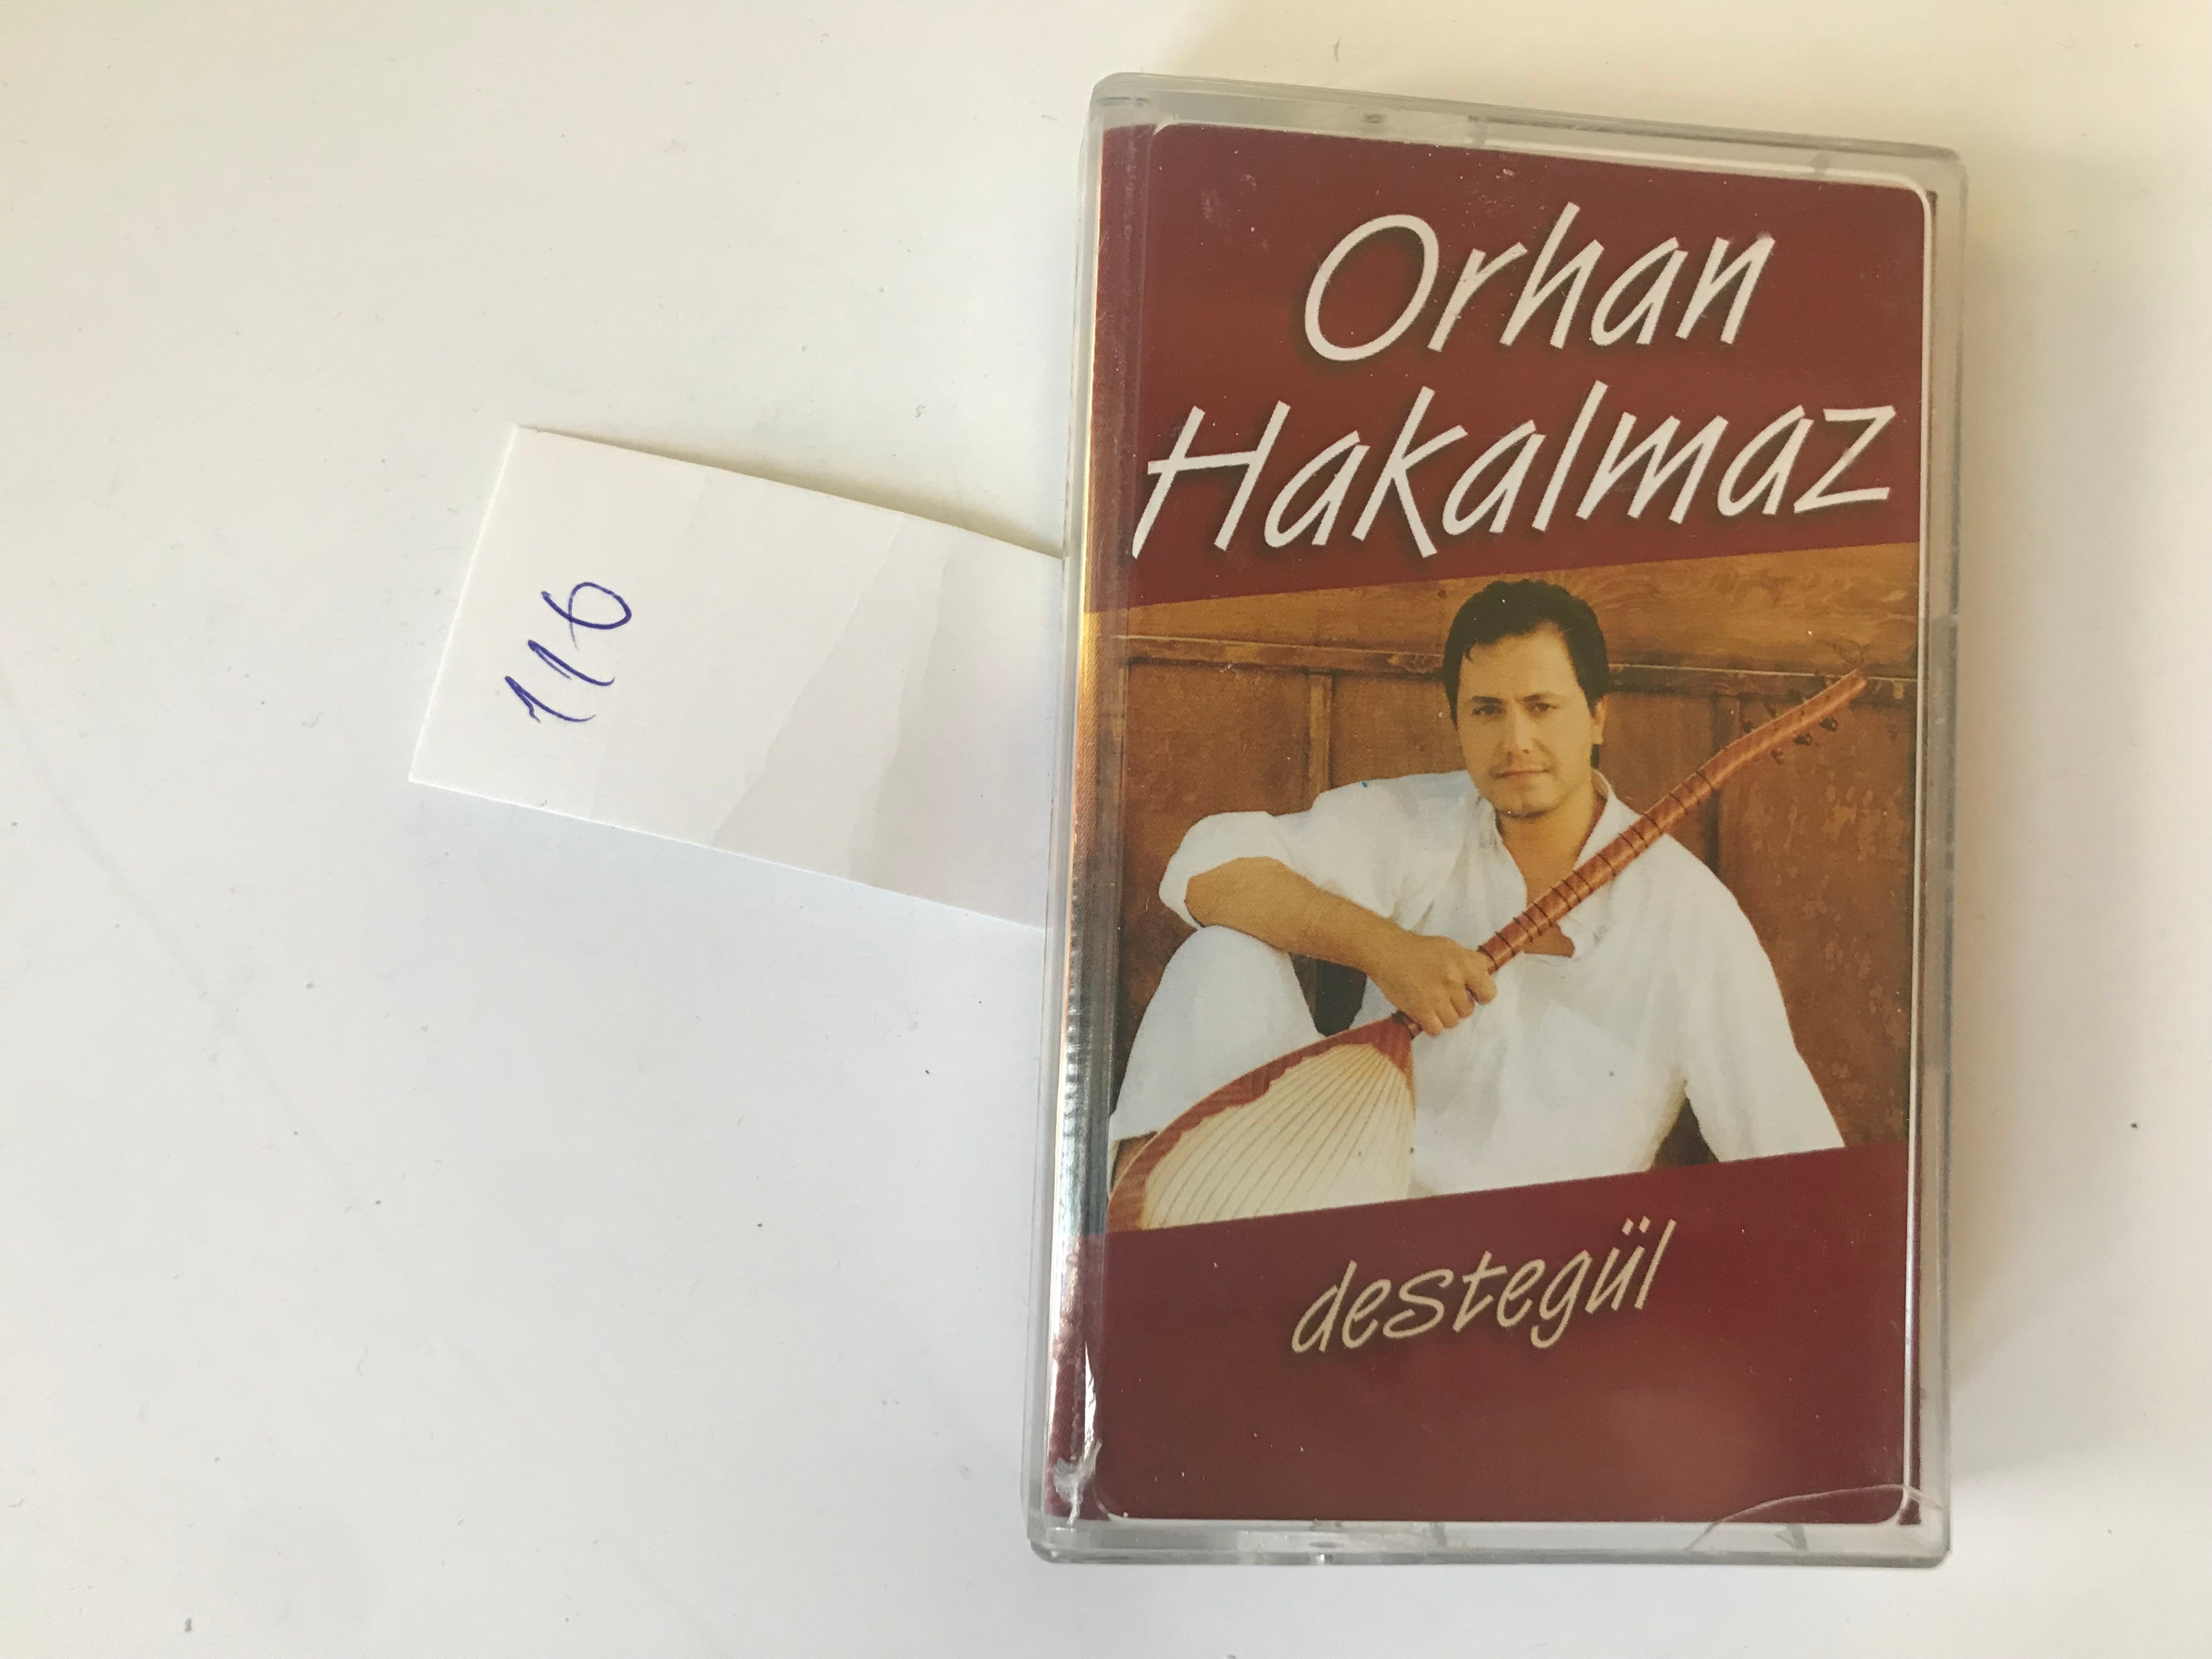 116
Orhan
Hakalmaz
destegül